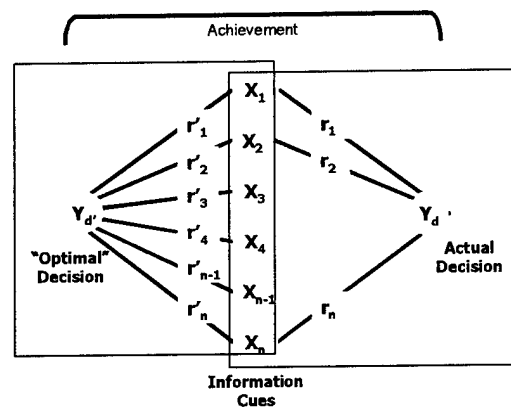 Achievement
X1
r'1
r1
X2
r'2
r2
X3
r'3
Yd'
Yd'
r'4
X4
"Optimal"
Decision
Actual
Decision
r'n-1
Xn-1
r'n
rn
Xn
Information
Cues